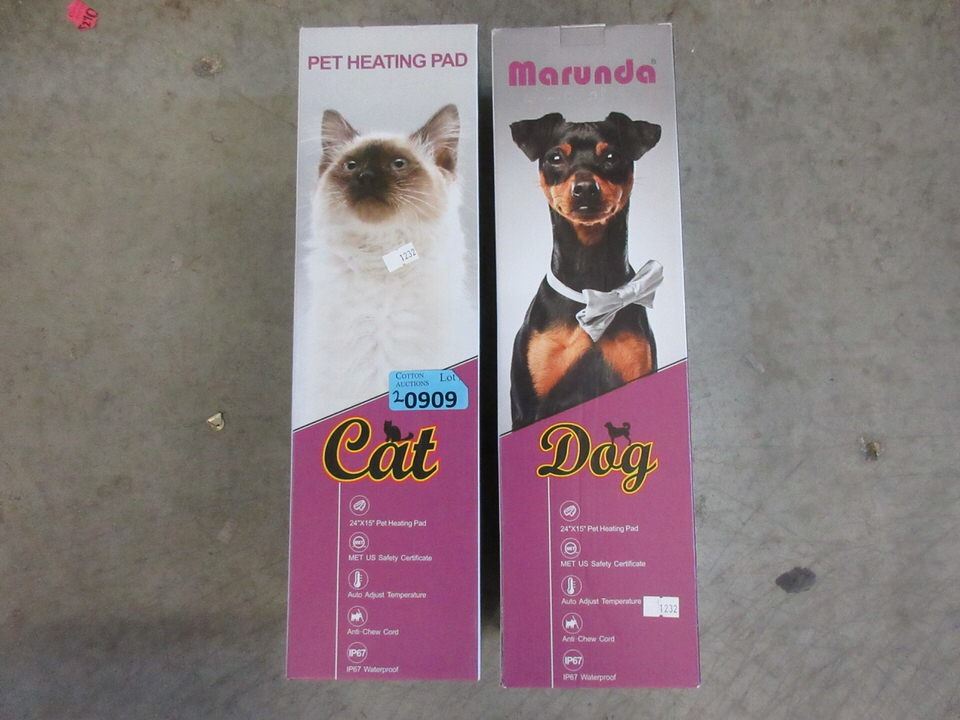 PET HEATING PAD
1232
COTTON
AUCTIONS
Lot
2-0909
Cat
24"X15" Pet Heating Pad
MET
MET US Safety Certificate
Auto Adjust Temperature
Anti-Chew Cord
IP67
IP67 Waterproof
Marunda
Dog
24"X15" Pet Heating Pad
MET
MET US Safety Certificate
Auto Adjust Temperature
1232
Anti-Chew Cord
IP67
IP67 Waterproof